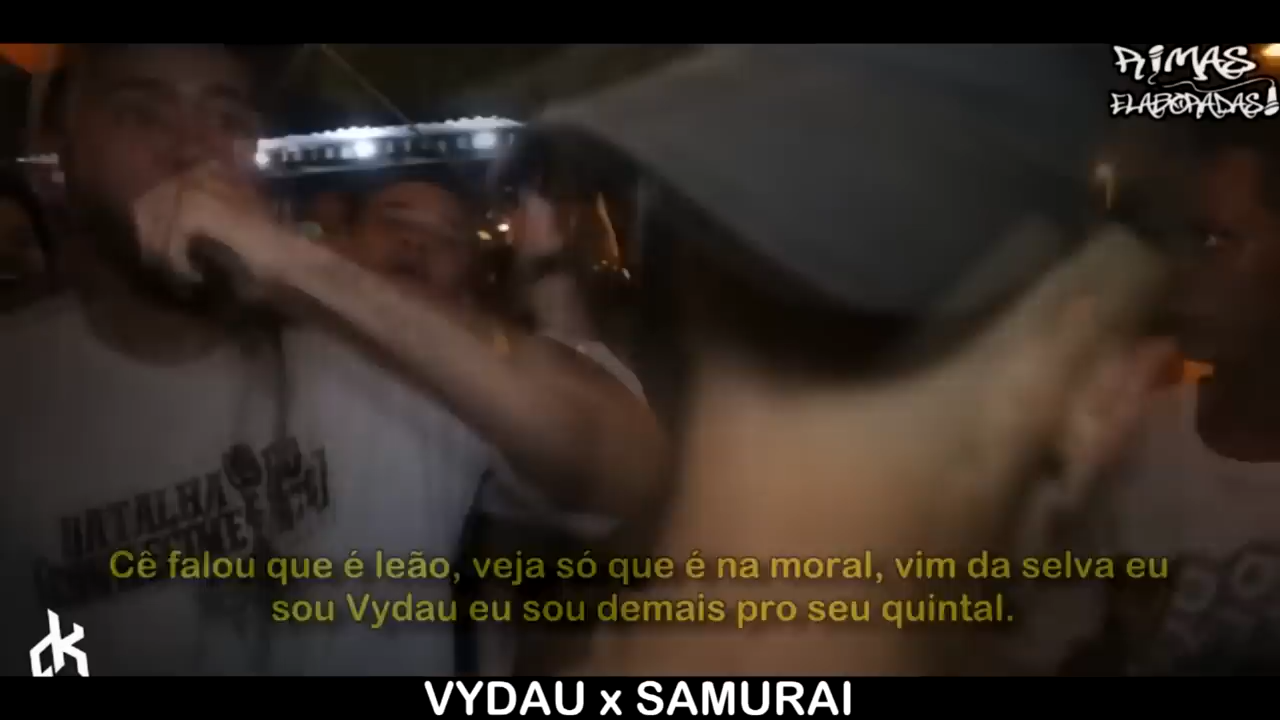 RiMAS
ELABORADAS!
BATALHA
Cê falou que é leão, veja só que é na moral, vim da selva eu
sou Vydau eu sou demais pro seu quintal.
VYDAU x SAMURAI